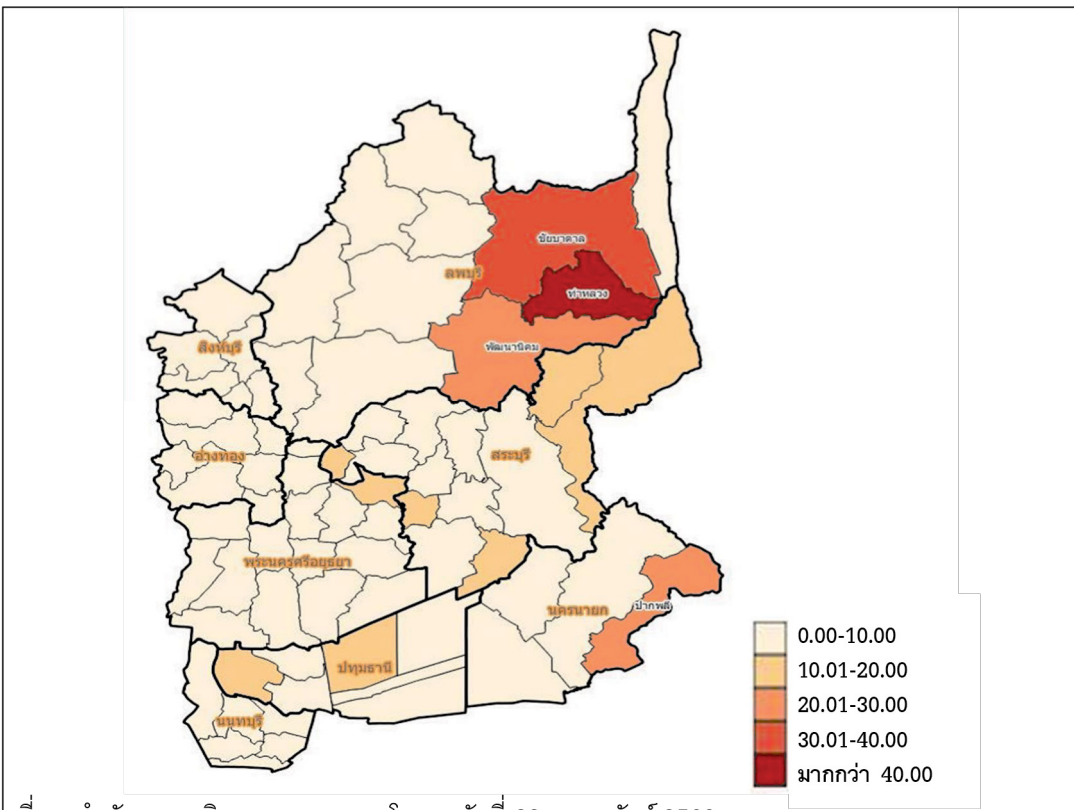 ชัยบาดาล
ลพบุรี
ท่าหลวง
สิงห์บุรี
พัฒนานิคม
อ่างทอง
สระบุรี
พระนครศรีอยุธยา
นครนายก
ปากพลี
ปทุมธานี
นนทบุรี
0.00-10.00
10.01-20.00
20.01-30.00
30.01-40.00
มากกว่า 40.00